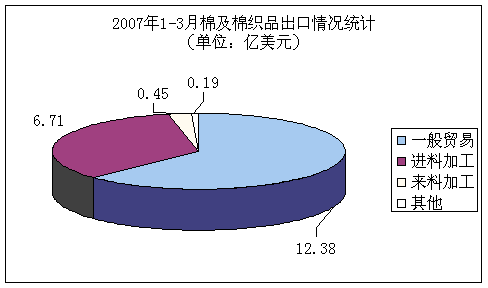 2007年1-3月棉及棉织品出口情况统计
(单位：亿美元)
0.19
0.45
6.71
12.38
一般贸易
进料加工
来料加工
其他